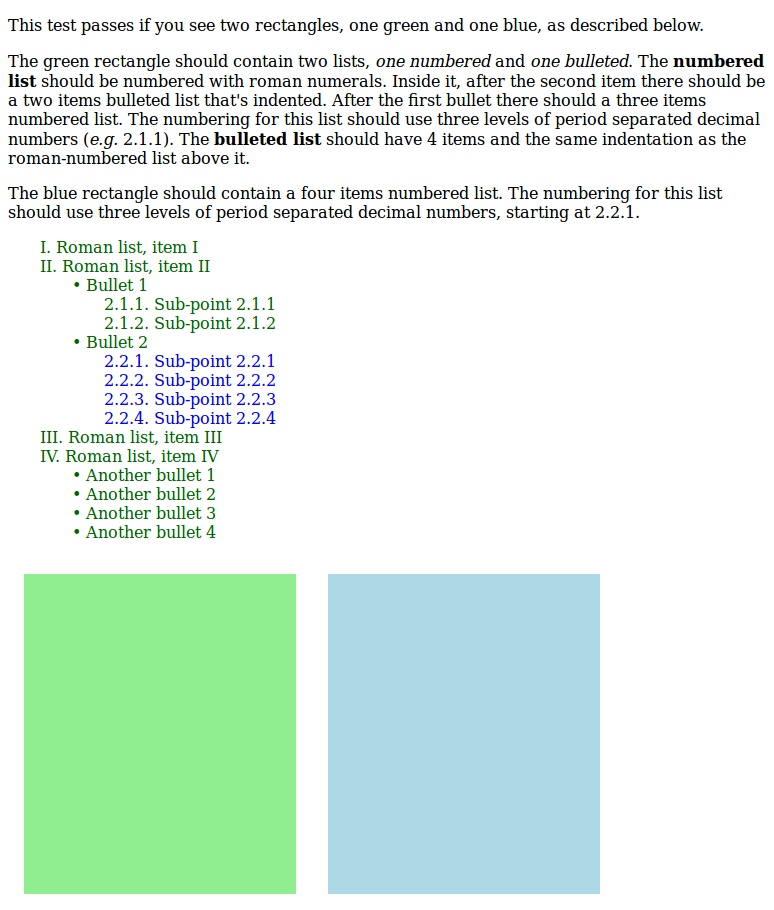 This test passes if you see two rectangles, one green and one blue, as described below.
The green rectangle should contain two lists, one numbered and one bulleted. The numbered
list should be numbered with roman numerals. Inside it, after the second item there should be
a two items bulleted list that's indented. After the first bullet there should a three items
numbered list. The numbering for this list should use three levels of period separated decimal
numbers (e.g. 2.1.1). The bulleted list should have 4 items and the same indentation as the
roman-numbered list above it.
The blue rectangle should contain a four items numbered list. The numbering for this list
should use three levels of period separated decimal numbers, starting at 2.2.1.
I. Roman list, item I
II. Roman list, item II
• Bullet 1
2.1.1. Sub-point 2.1.1
2.1.2. Sub-point 2.1.2
• Bullet 2
2.2.1. Sub-point 2.2.1
2.2.2. Sub-point 2.2.2
2.2.3. Sub-point 2.2.3
2.2.4. Sub-point 2.2.4
III. Roman list, item III
IV. Roman list, item IV
• Another bullet 1
• Another bullet 2
• Another bullet 3
• Another bullet 4